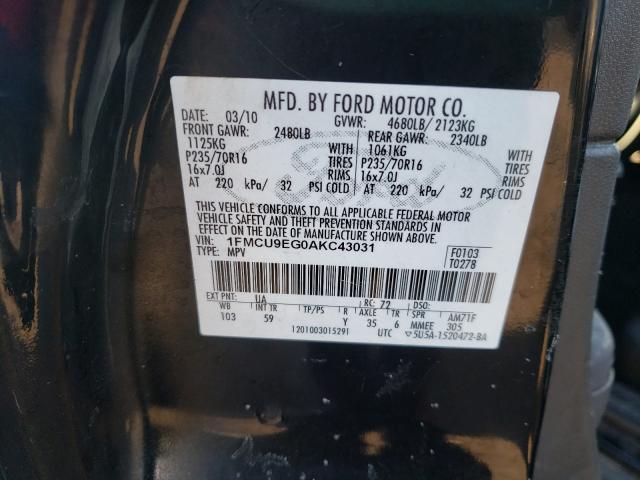 MFD. BY FORD MOTOR CO.
DATE: 03/10 GVWR: 4680LB/ 2123KG
FRONT GAWR: 2480LB REAR GAWR: 2340LB
1125KG WITH 1061KG WITH
P235/70R16 TIRES P235/70R16 TIRES
16x7.0J RIMS 16x7.0J RIMS
AT 220 kPa/ 32 PSI COLD AT 220 kPa/ 32 PSI COLD
THIS VEHICLE CONFORMS TO ALL APPLICABLE FEDERAL MOTOR
VEHICLE SAFETY AND THEFT PREVENTION STANDARDS IN
EFFECT ON THE DATE OF MANUFACTURE SHOWN ABOVE.
VIN: 1FMCU9EG0AKC43031 F0103
TYPE: MPV T0278
EXT PNT: UA RC: 72 DSO:
WB INT TR TP/PS R AXLE TR SPR AM7TF
103 59 Y 35 6 MMEE 305
1201003015291 UTC ▽5U5A-1520472-BA